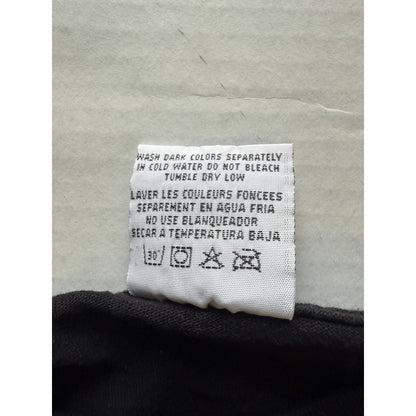 WASH DARK COLORS SEPARATELY
IN COLD WATER DO NOT BLEACH
TUMBLE DRY LOW
LAVER LES COULEURS FONCEES
SEPAREMENT EN AGUA FRIA
NO USE BLANQUEADOR
SECAR A TEMPERATURA BAJA
30°